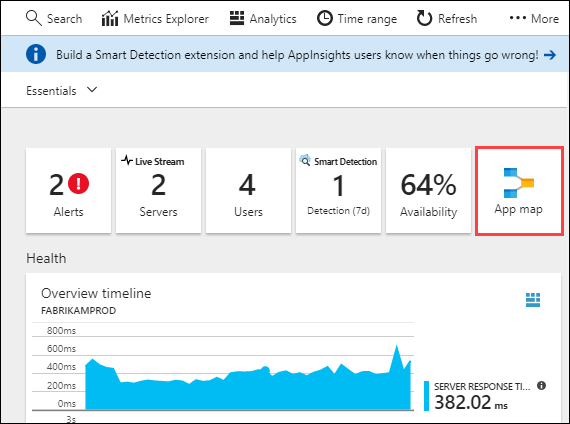 Search Metrics Explorer Analytics Time range Refresh More
Build a Smart Detection extension and help AppInsights users know when things go wrong!
Essentials
Live Stream Smart Detection
2 2 4 1 64%
Alerts Servers Users Detection (7d) Availability App map
Health
Overview timeline
FABRIKAMPROD
800ms
600ms
400ms
200ms
0ms
3s
SERVER RESPONSE TI...
382.02 ms